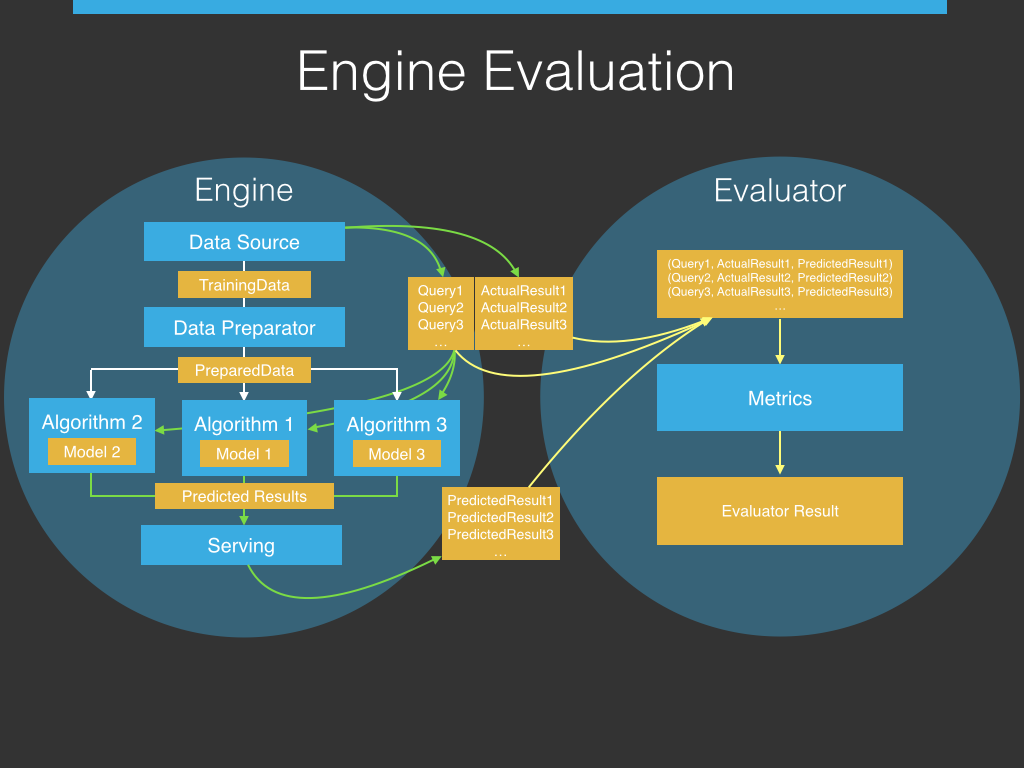 Engine Evaluation
Engine
Data Source
TrainingData
Data Preparator
PreparedData
Algorithm 2
Model 2
Algorithm 1
Model 1
Algorithm 3
Model 3
Predicted Results
Serving
Query1
Query2
Query3
...
ActualResult1
ActualResult2
ActualResult3
...
PredictedResult1
PredictedResult2
PredictedResult3
...
Evaluator
(Query1, ActualResult1, PredictedResult1)
(Query2, ActualResult2, PredictedResult2)
(Query3, ActualResult3, PredictedResult3)
...
Metrics
Evaluator Result